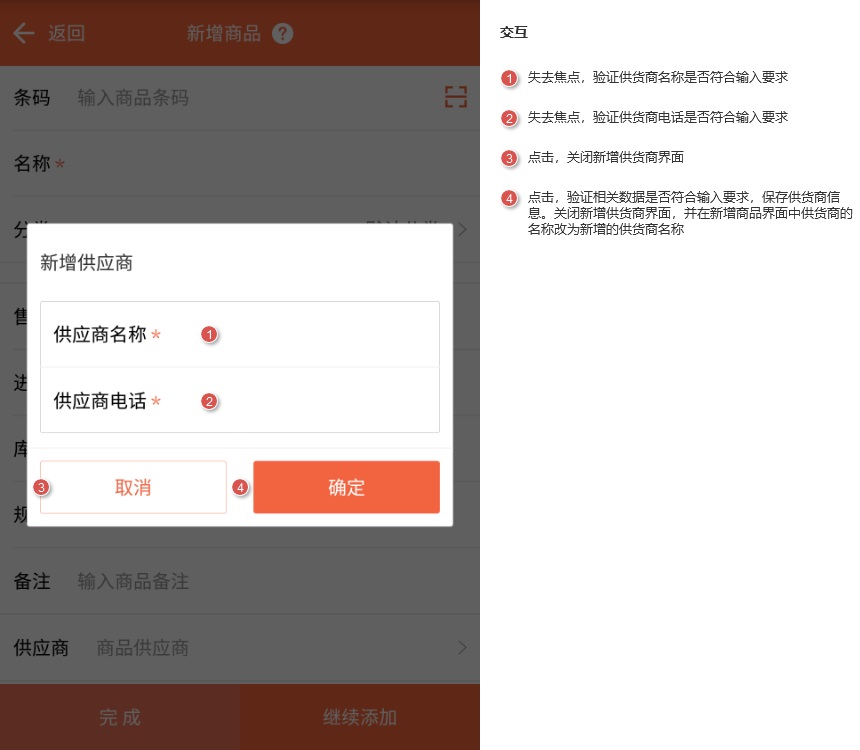 返回
新增商品 ?
条码 输入商品条码
名称 *
新增供应商
供应商名称 * 1
供应商电话 * 2
3 取消
4 确定
售
进
库
规
备注 输入商品备注
供应商 商品供应商
完成
继续添加
交互
1 失去焦点，验证供货商名称是否符合输入要求
2 失去焦点，验证供货商电话是否符合输入要求
3 点击，关闭新增供货商界面
4 点击，验证相关数据是否符合输入要求，保存供货商信
息。关闭新增供货商界面，并在新增商品界面中供货商的
名称改为新增的供货商名称